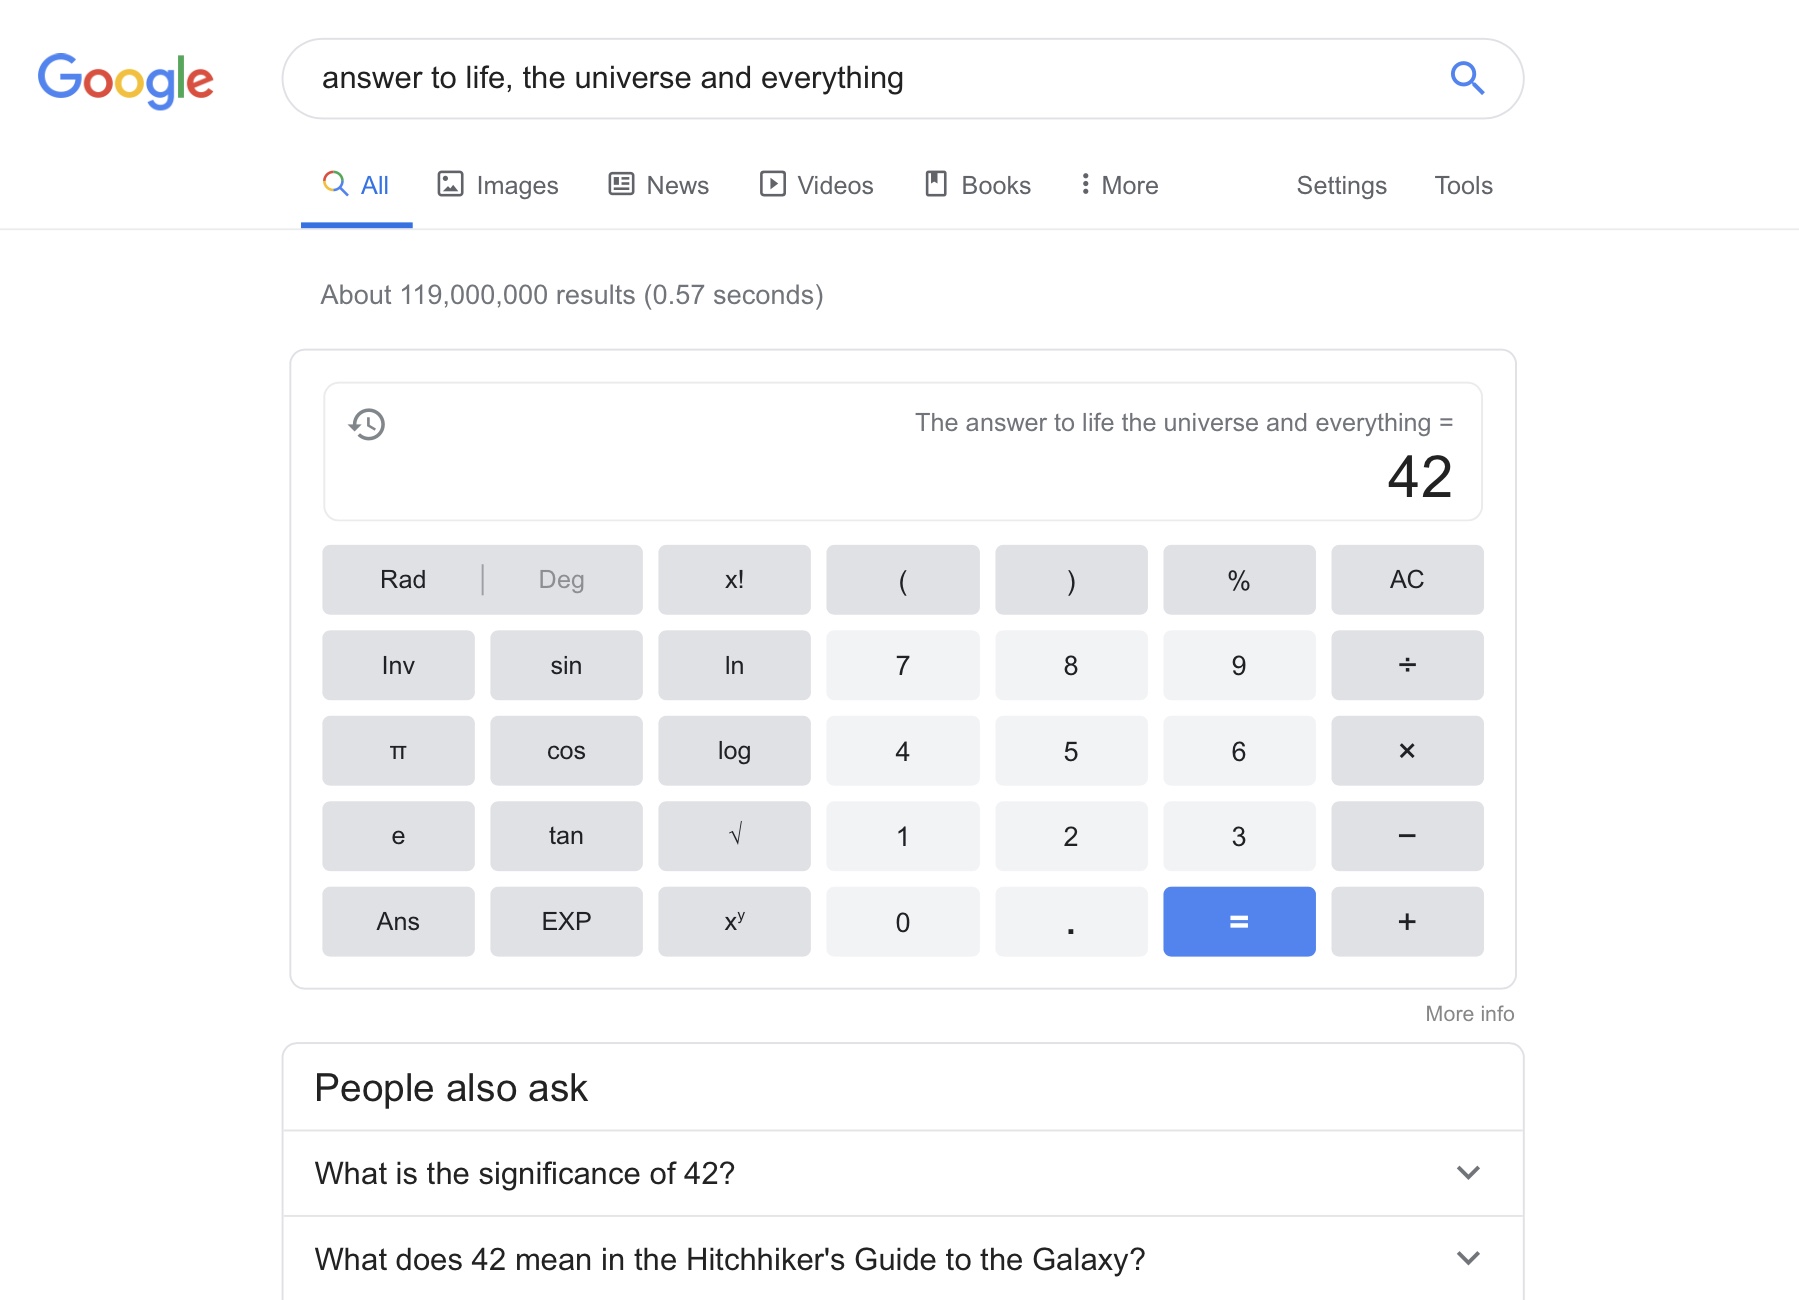 Google
answer to life, the universe and everything
All Images News Videos Books More Settings Tools
About 119,000,000 results (0.57 seconds)
The answer to life the universe and everything =
42
Rad | Deg x! ( ) % AC
Inv sin ln 7 8 9 ÷
π cos log 4 5 6 ×
e tan √ 1 2 3 −
Ans EXP xʸ 0 . = +
More info
People also ask
What is the significance of 42?
What does 42 mean in the Hitchhiker's Guide to the Galaxy?